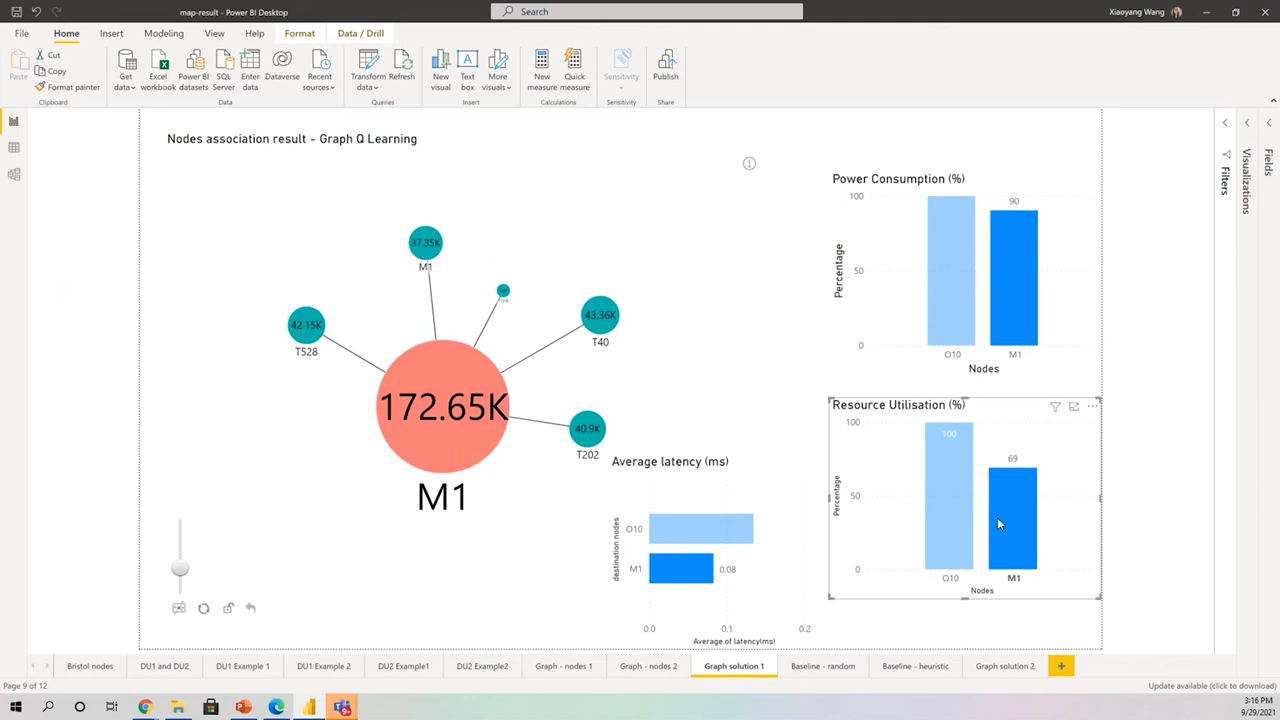 map-result - Power BI Desktop
Search
Xiaoyang Wang
File Home Insert Modeling View Help Format Data / Drill
Paste
Cut
Copy
Format painter
Get data
Excel workbook
Power BI datasets
SQL Server
Enter data
Dataverse
Recent sources
Transform data
Refresh
New visual
Text box
More visuals
New measure
Quick measure
Sensitivity
Publish
Clipboard
Data
Queries
Insert
Calculations
Sensitivity
Share
Nodes association result - Graph Q Learning
37.35K
M1
42.15K
T528
43.36K
T40
172.65K
M1
40.9K
T202
Average latency (ms)
destination nodes
O10
M1
0.08
0.0 0.1 0.2
Average of latency(ms)
Power Consumption (%)
Percentage
100
50
0
90
O10 M1
Nodes
Resource Utilisation (%)
Percentage
100
50
0
100
69
O10 M1
Nodes
Filters
Visualizations
Fields
Bristol nodes
DU1 and DU2
DU1 Example 1
DU1 Example 2
DU2 Example1
DU2 Example2
Graph - nodes 1
Graph - nodes 2
Graph solution 1
Baseline - random
Baseline - heuristic
Graph solution 2
Page 9 of 12
Update available (click to download)
3:16 PM
9/29/2021